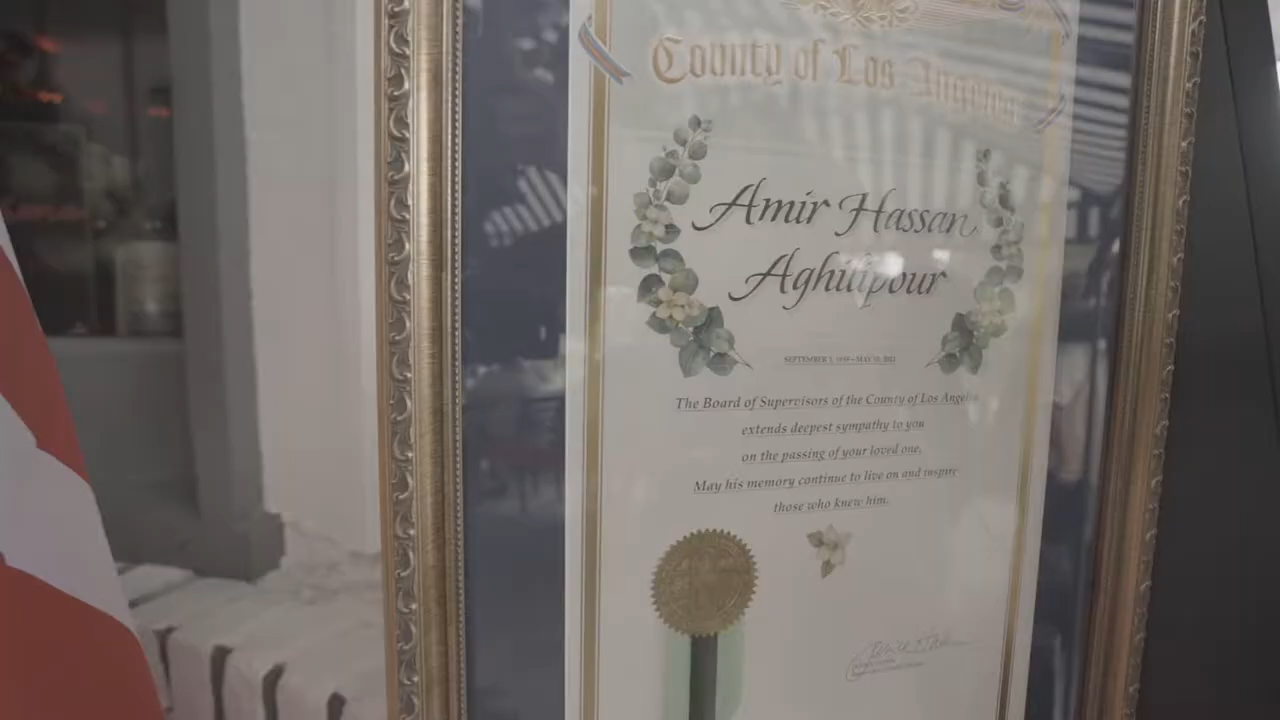 County of Los Angeles
Amir Hassan
Aghilipour
The Board of Supervisors of the County of Los Angeles
extends deepest sympathy to you
on the passing of your loved one.
May his memory continue to live on and inspire
those who knew him.